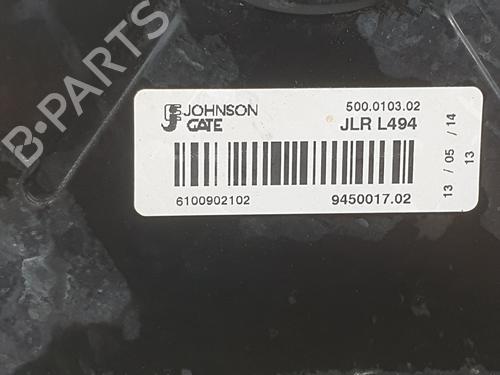 B-PARTS
JOHNSON
GATE
500.0103.02
JLR L494
6100902102
9450017.02
13 / 05 / 14
13